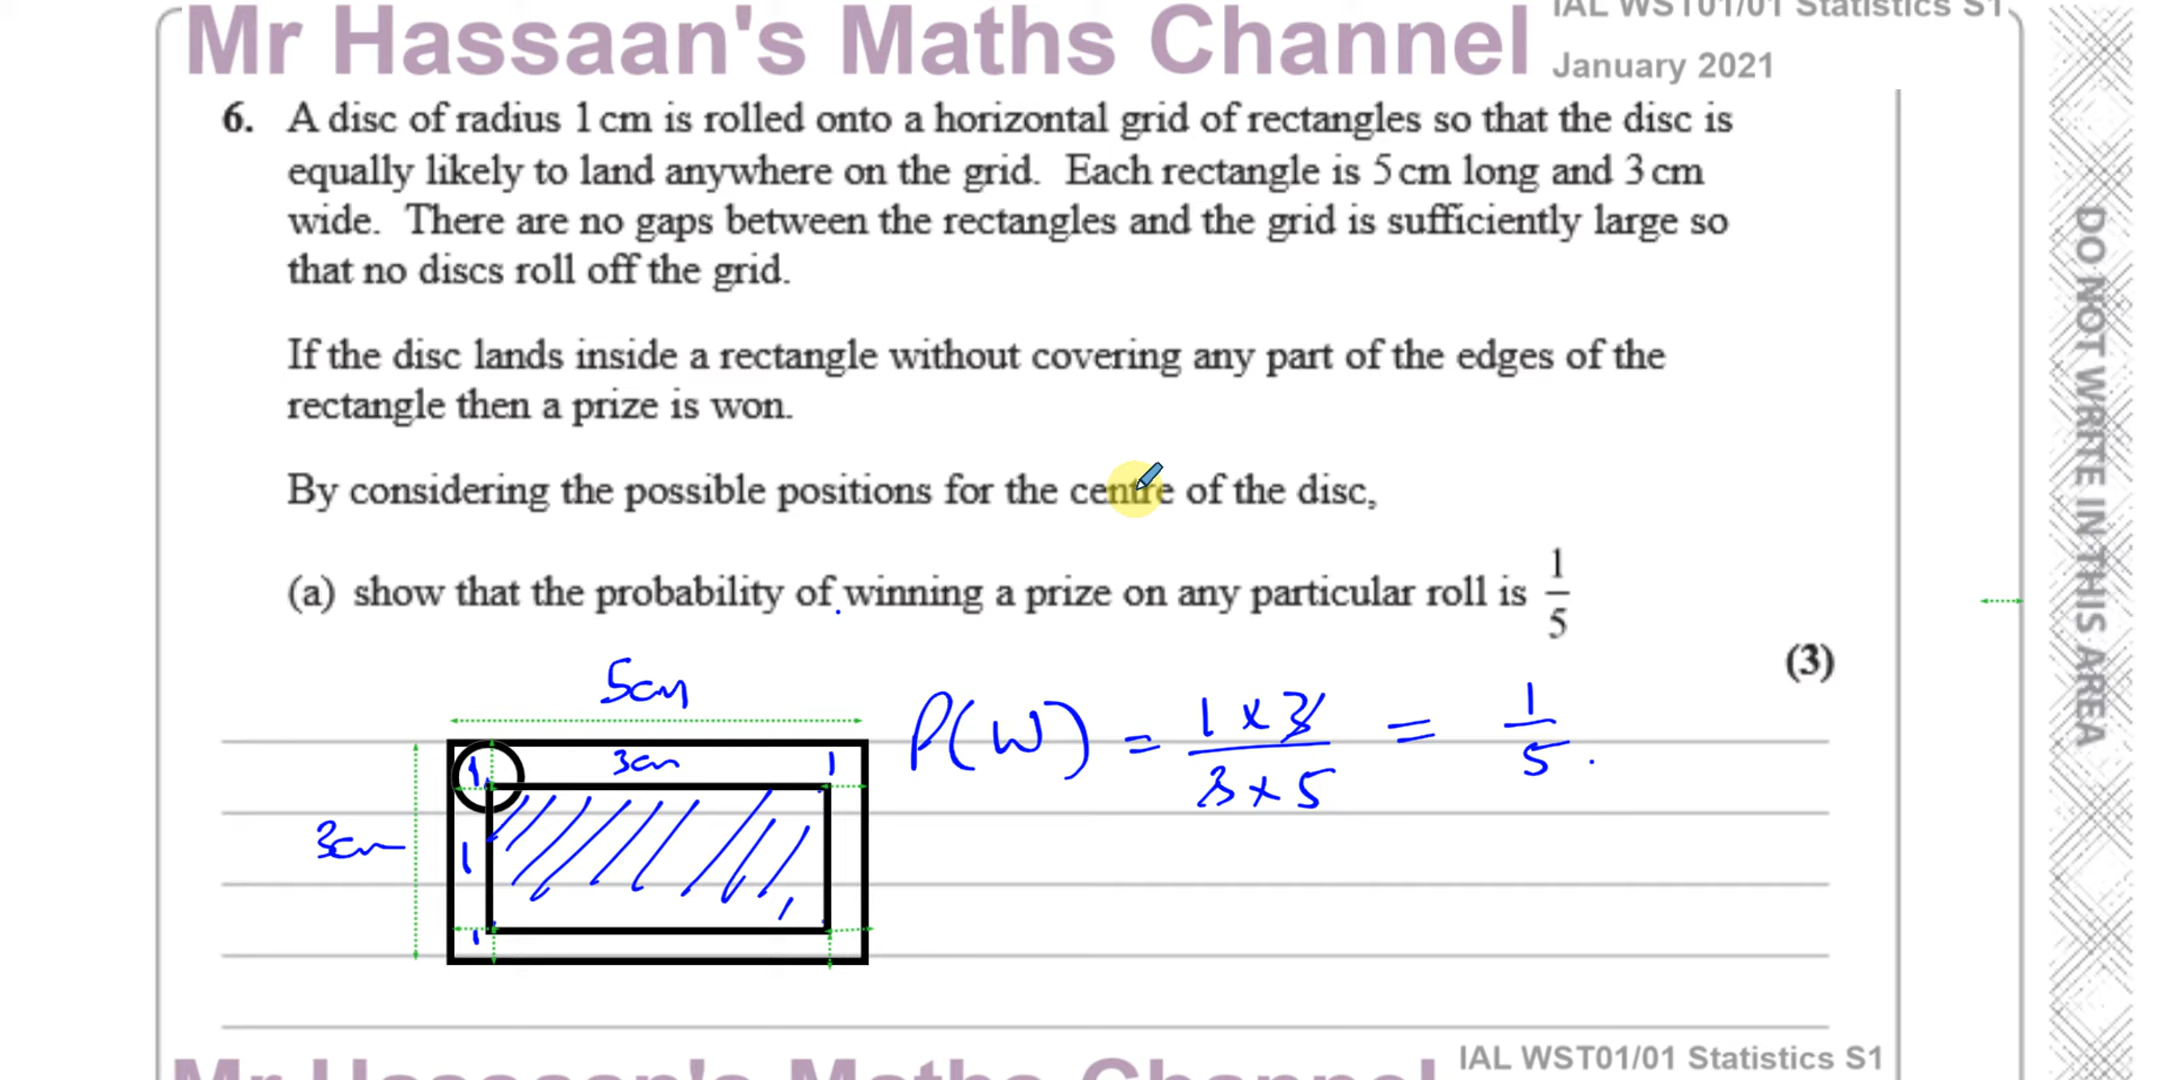 Mr Hassaan's Maths Channel
IAL WST01/01 Statistics S1
January 2021
6. A disc of radius 1 cm is rolled onto a horizontal grid of rectangles so that the disc is
equally likely to land anywhere on the grid. Each rectangle is 5 cm long and 3 cm
wide. There are no gaps between the rectangles and the grid is sufficiently large so
that no discs roll off the grid.
If the disc lands inside a rectangle without covering any part of the edges of the
rectangle then a prize is won.
By considering the possible positions for the centre of the disc,
(a) show that the probability of winning a prize on any particular roll is 1/5
(3)
5cm
P(W) = 1 × 3 / 3 × 5 = 1/5.
1 3cm 1
3cm
1
1
DO NOT WRITE IN THIS AREA
IAL WST01/01 Statistics S1
Mr Hassaan's Maths Channel